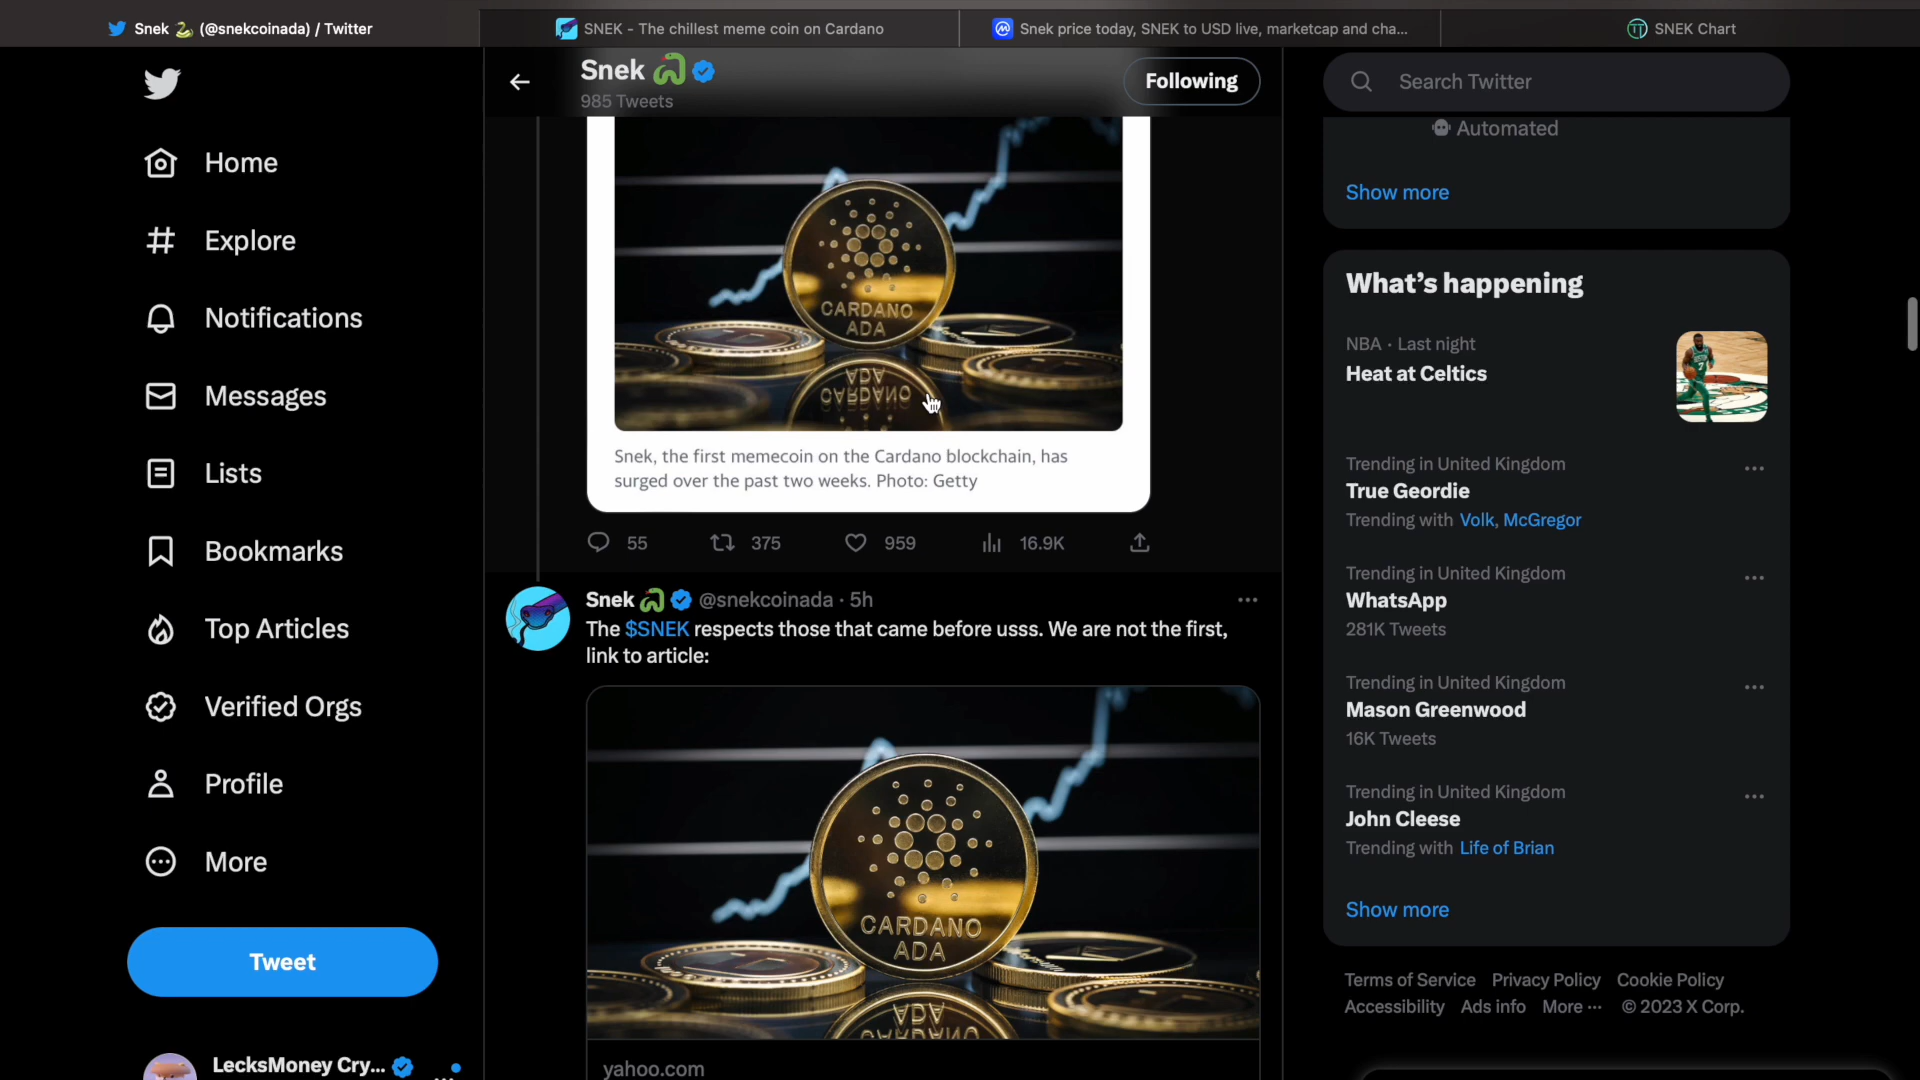 Snek 🐍 (@snekcoinada) / Twitter
SNEK - The chillest meme coin on Cardano
Snek price today, SNEK to USD live, marketcap and cha...
SNEK Chart
Home
Explore
Notifications
Messages
Lists
Bookmarks
Top Articles
Verified Orgs
Profile
More
Tweet
LecksMoney Cry...
Snek
985 Tweets
Following
CARDANO
ADA
Snek, the first memecoin on the Cardano blockchain, has
surged over the past two weeks. Photo: Getty
55
375
959
16.9K
Snek @snekcoinada · 5h
The $SNEK respects those that came before usss. We are not the first,
link to article:
CARDANO
ADA
yahoo.com
Search Twitter
Automated
Show more
What's happening
NBA · Last night
Heat at Celtics
Trending in United Kingdom
True Geordie
Trending with Volk, McGregor
Trending in United Kingdom
WhatsApp
281K Tweets
Trending in United Kingdom
Mason Greenwood
16K Tweets
Trending in United Kingdom
John Cleese
Trending with Life of Brian
Show more
Terms of Service Privacy Policy Cookie Policy
Accessibility Ads info More ··· © 2023 X Corp.